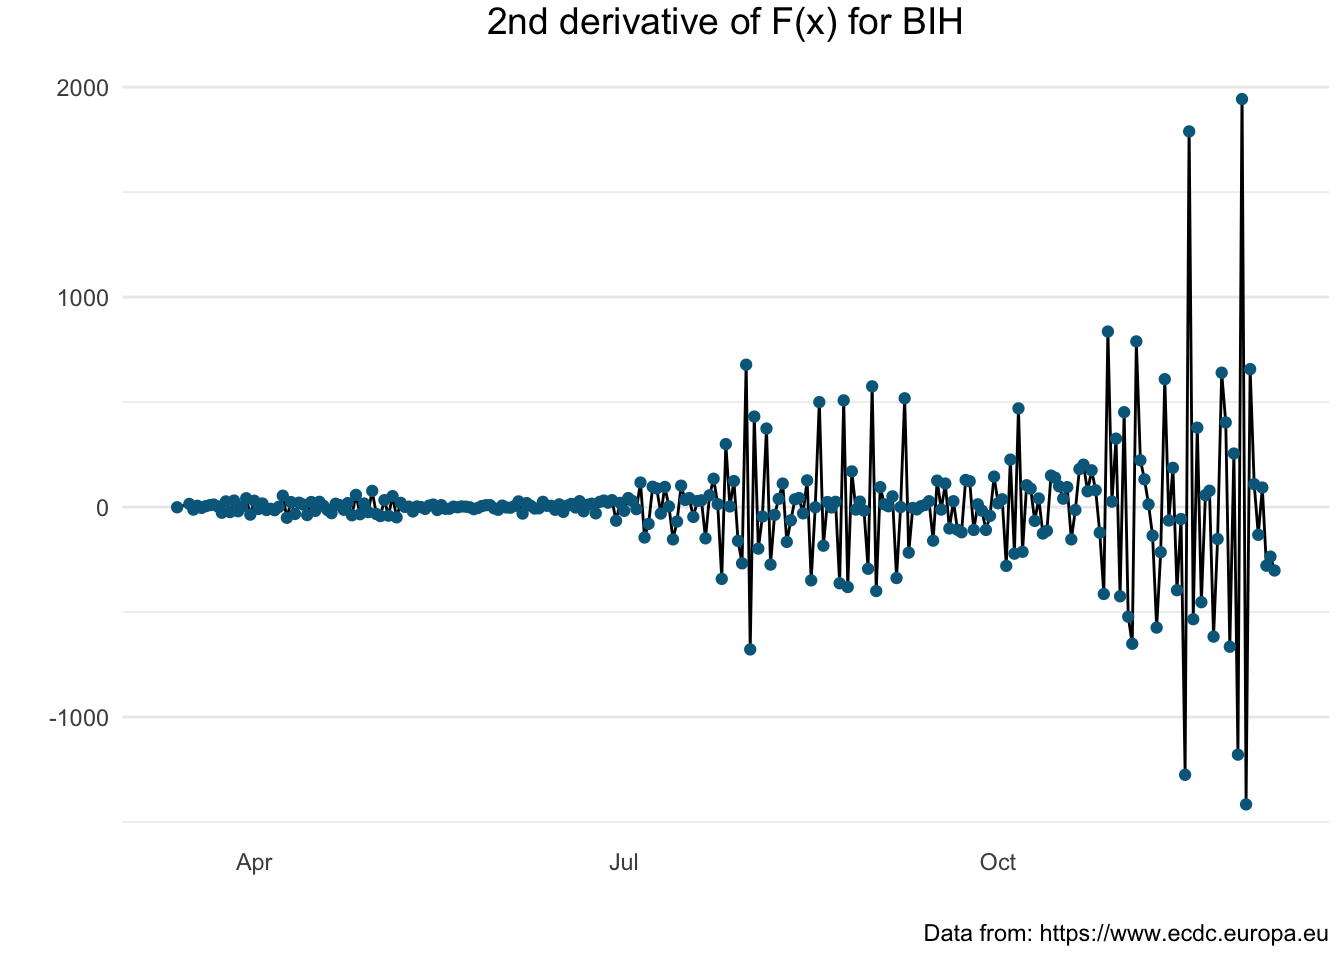 2nd derivative of F(x) for BIH
2000
1000
0
-1000
Apr Jul Oct
Data from: https://www.ecdc.europa.eu